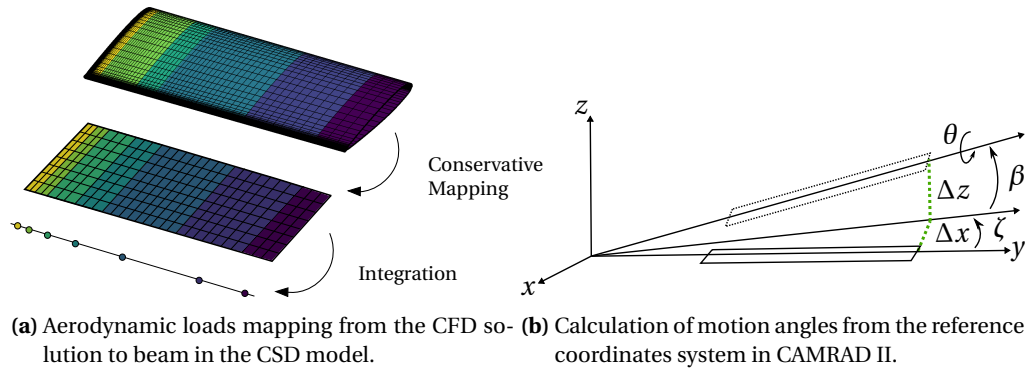 Conservative
Mapping
Integration
z
θ
β
Δz
Δx
ζ
y
x
(a) Aerodynamic loads mapping from the CFD so-
lution to beam in the CSD model.
(b) Calculation of motion angles from the reference
coordinates system in CAMRAD II.